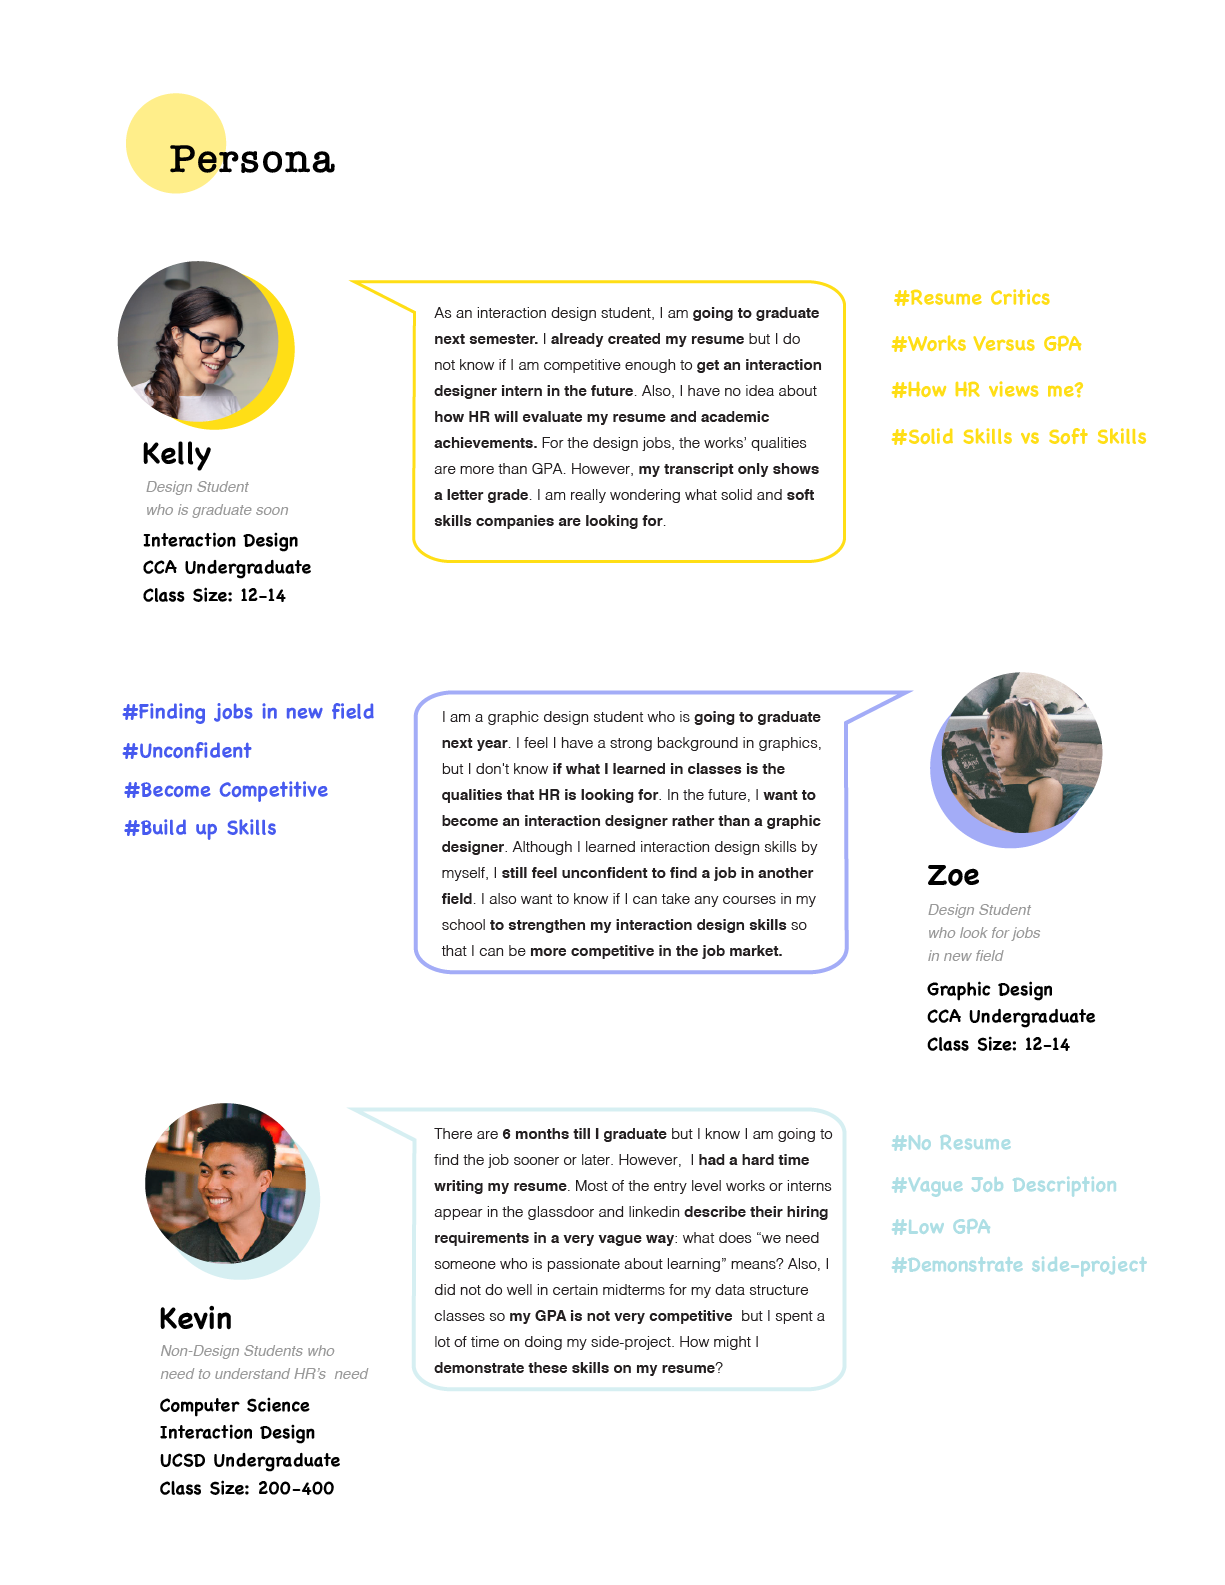 Persona
Kelly
Design Student
who is graduate soon
Interaction Design
CCA Undergraduate
Class Size: 12-14
As an interaction design student, I am going to graduate
next semester. I already created my resume but I do
not know if I am competitive enough to get an interaction
designer intern in the future. Also, I have no idea about
how HR will evaluate my resume and academic
achievements. For the design jobs, the works’ qualities
are more than GPA. However, my transcript only shows
a letter grade. I am really wondering what solid and soft
skills companies are looking for.
#Resume Critics
#Works Versus GPA
#How HR views me?
#Solid Skills vs Soft Skills
#Finding jobs in new field
#Unconfident
#Become Competitive
#Build up Skills
I am a graphic design student who is going to graduate
next year. I feel I have a strong background in graphics,
but I don't know if what I learned in classes is the
qualities that HR is looking for. In the future, I want to
become an interaction designer rather than a graphic
designer. Although I learned interaction design skills by
myself, I still feel unconfident to find a job in another
field. I also want to know if I can take any courses in my
school to strengthen my interaction design skills so
that I can be more competitive in the job market.
Zoe
Design Student
who look for jobs
in new field
Graphic Design
CCA Undergraduate
Class Size: 12-14
Kevin
Non-Design Students who
need to understand HR’s need
Computer Science
Interaction Design
UCSD Undergraduate
Class Size: 200-400
There are 6 months till I graduate but I know I am going to
find the job sooner or later. However, I had a hard time
writing my resume. Most of the entry level works or interns
appear in the glassdoor and linkedin describe their hiring
requirements in a very vague way: what does “we need
someone who is passionate about learning” means? Also, I
did not do well in certain midterms for my data structure
classes so my GPA is not very competitive but I spent a
lot of time on doing my side-project. How might I
demonstrate these skills on my resume?
#No Resume
#Vague Job Description
#Low GPA
#Demonstrate side-project